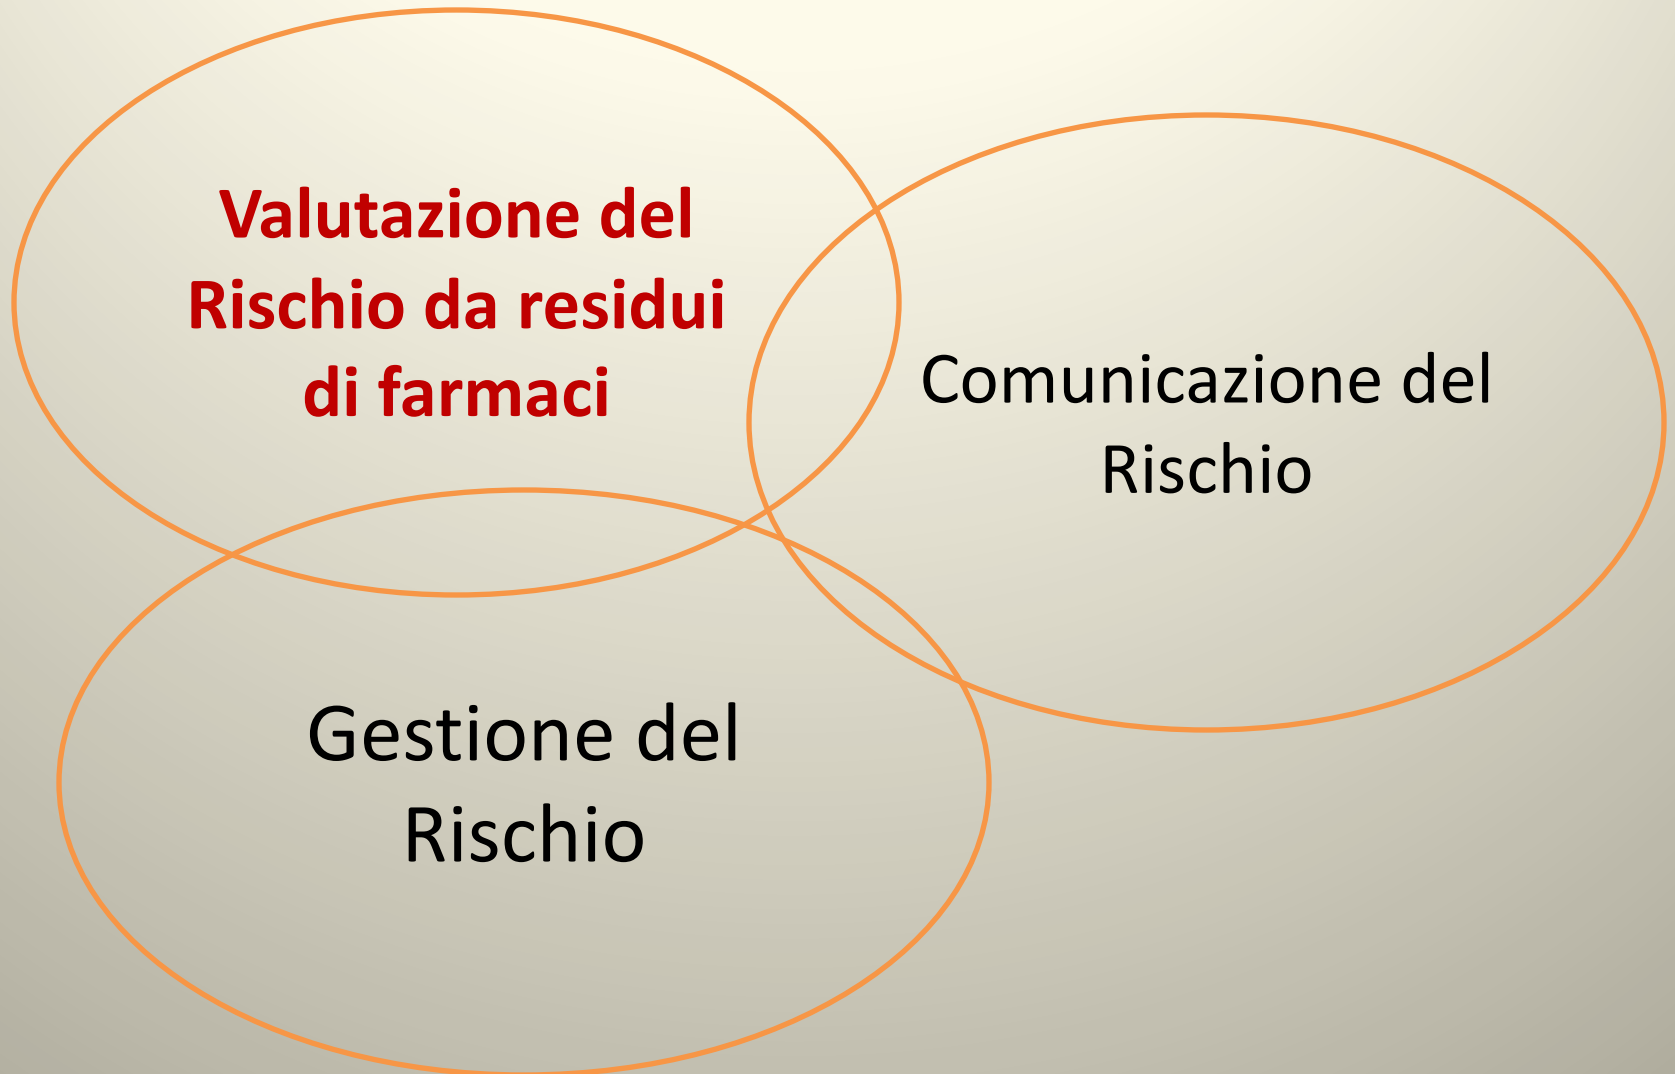 Valutazione del
Rischio da residui
di farmaci
Comunicazione del
Rischio
Gestione del
Rischio